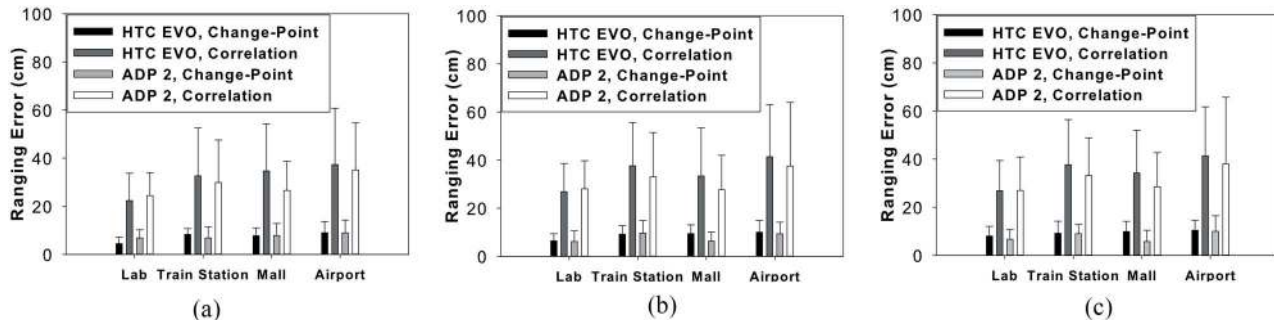 Ranging Error (cm)
100
80
60
40
20
0
HTC EVO, Change-Point
HTC EVO, Correlation
ADP 2, Change-Point
ADP 2, Correlation
Lab Train Station Mall Airport
(a)
Ranging Error (cm)
100
80
60
40
20
0
HTC EVO, Change-Point
HTC EVO, Correlation
ADP 2, Change-Point
ADP 2, Correlation
Lab Train Station Mall Airport
(b)
Ranging Error (cm)
100
80
60
40
20
0
HTC EVO, Change-Point
HTC EVO, Correlation
ADP 2, Change-Point
ADP 2, Correlation
Lab Train Station Mall Airport
(c)